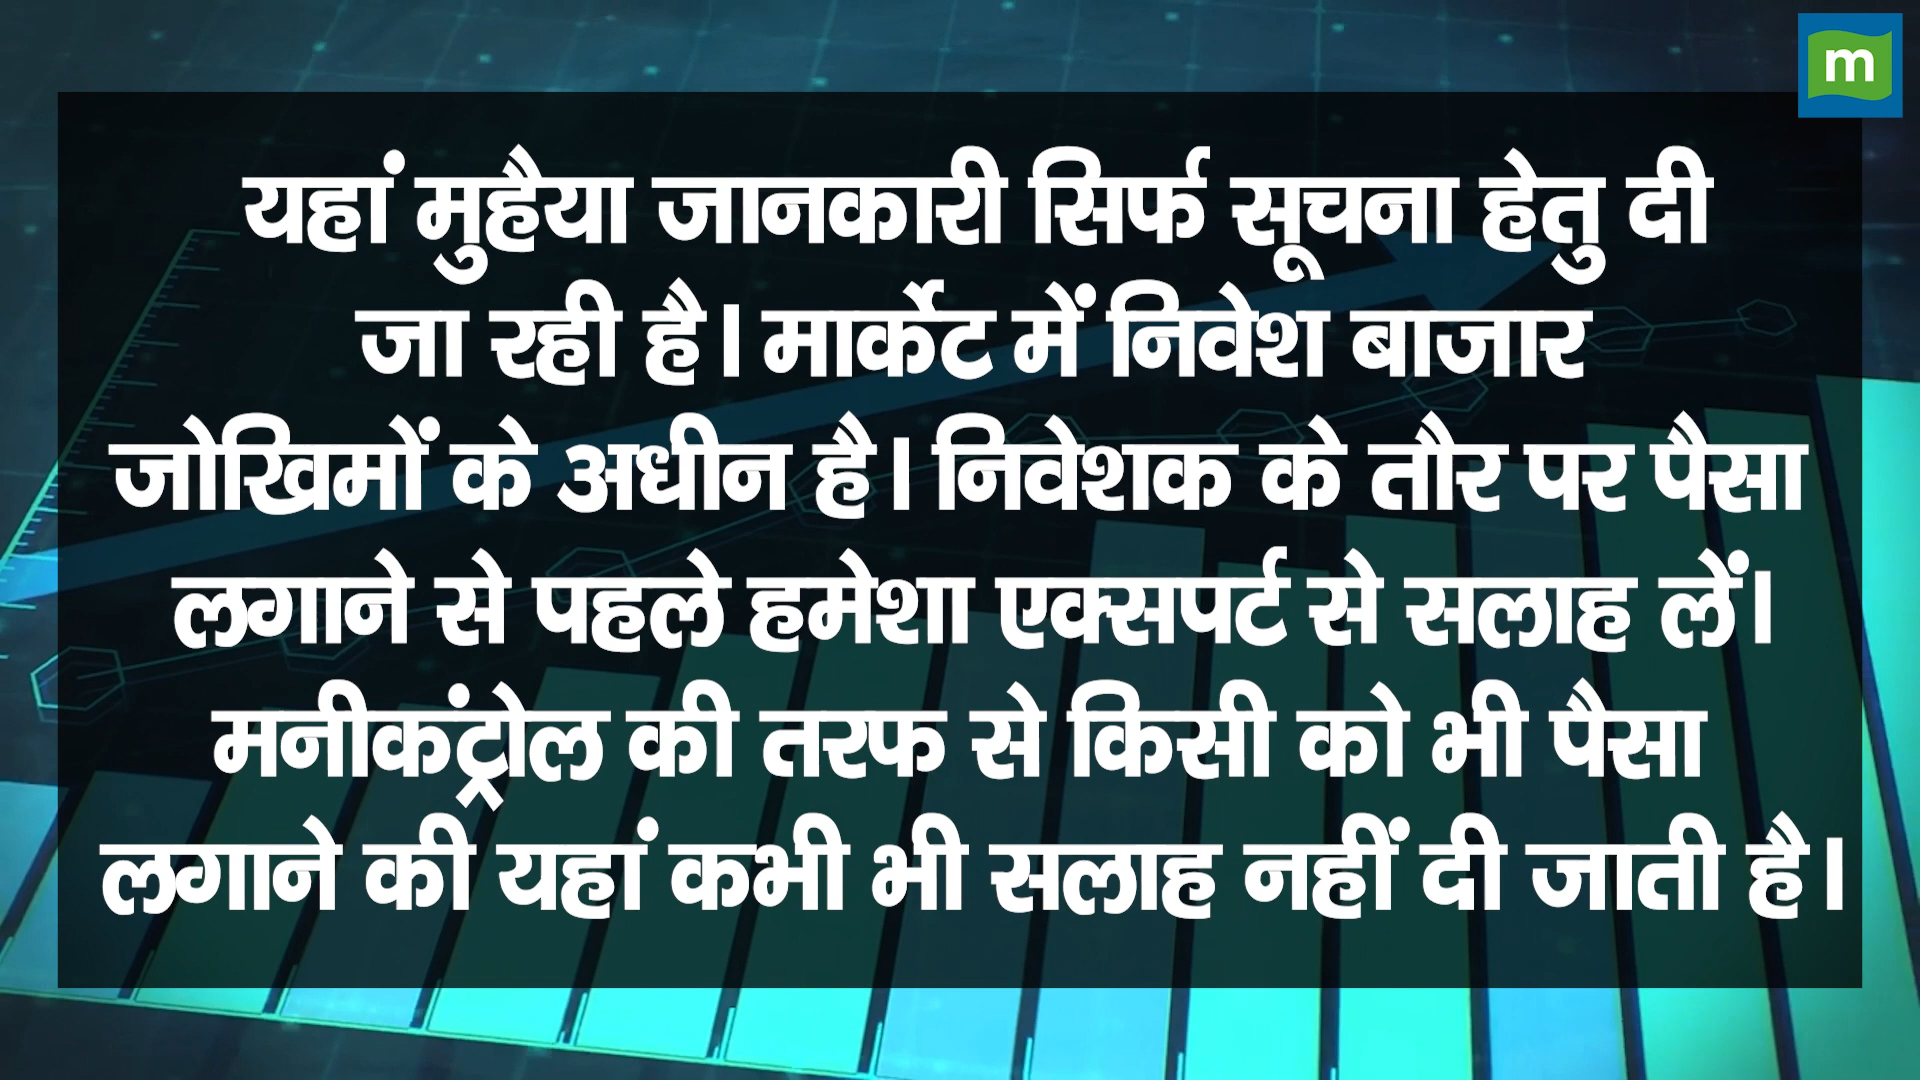 m
यहां मुहैया जानकारी सिर्फ सूचना हेतु दी
जा रही है। मार्केट में निवेश बाजार
जोखिमों के अधीन है। निवेशक के तौर पर पैसा
लगाने से पहले हमेशा एक्सपर्ट से सलाह लें।
मनीकंट्रोल की तरफ से किसी को भी पैसा
लगाने की यहां कभी भी सलाह नहीं दी जाती है।